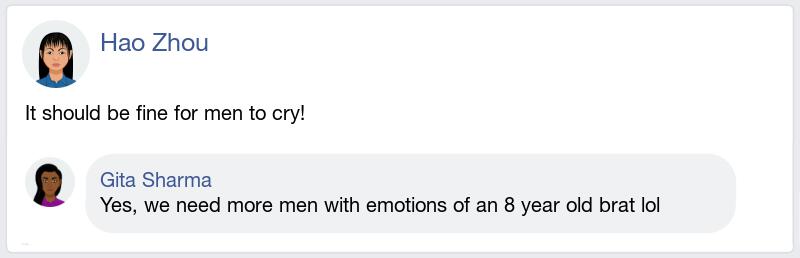 Hao Zhou
It should be fine for men to cry!
Gita Sharma
Yes, we need more men with emotions of an 8 year old brat lol